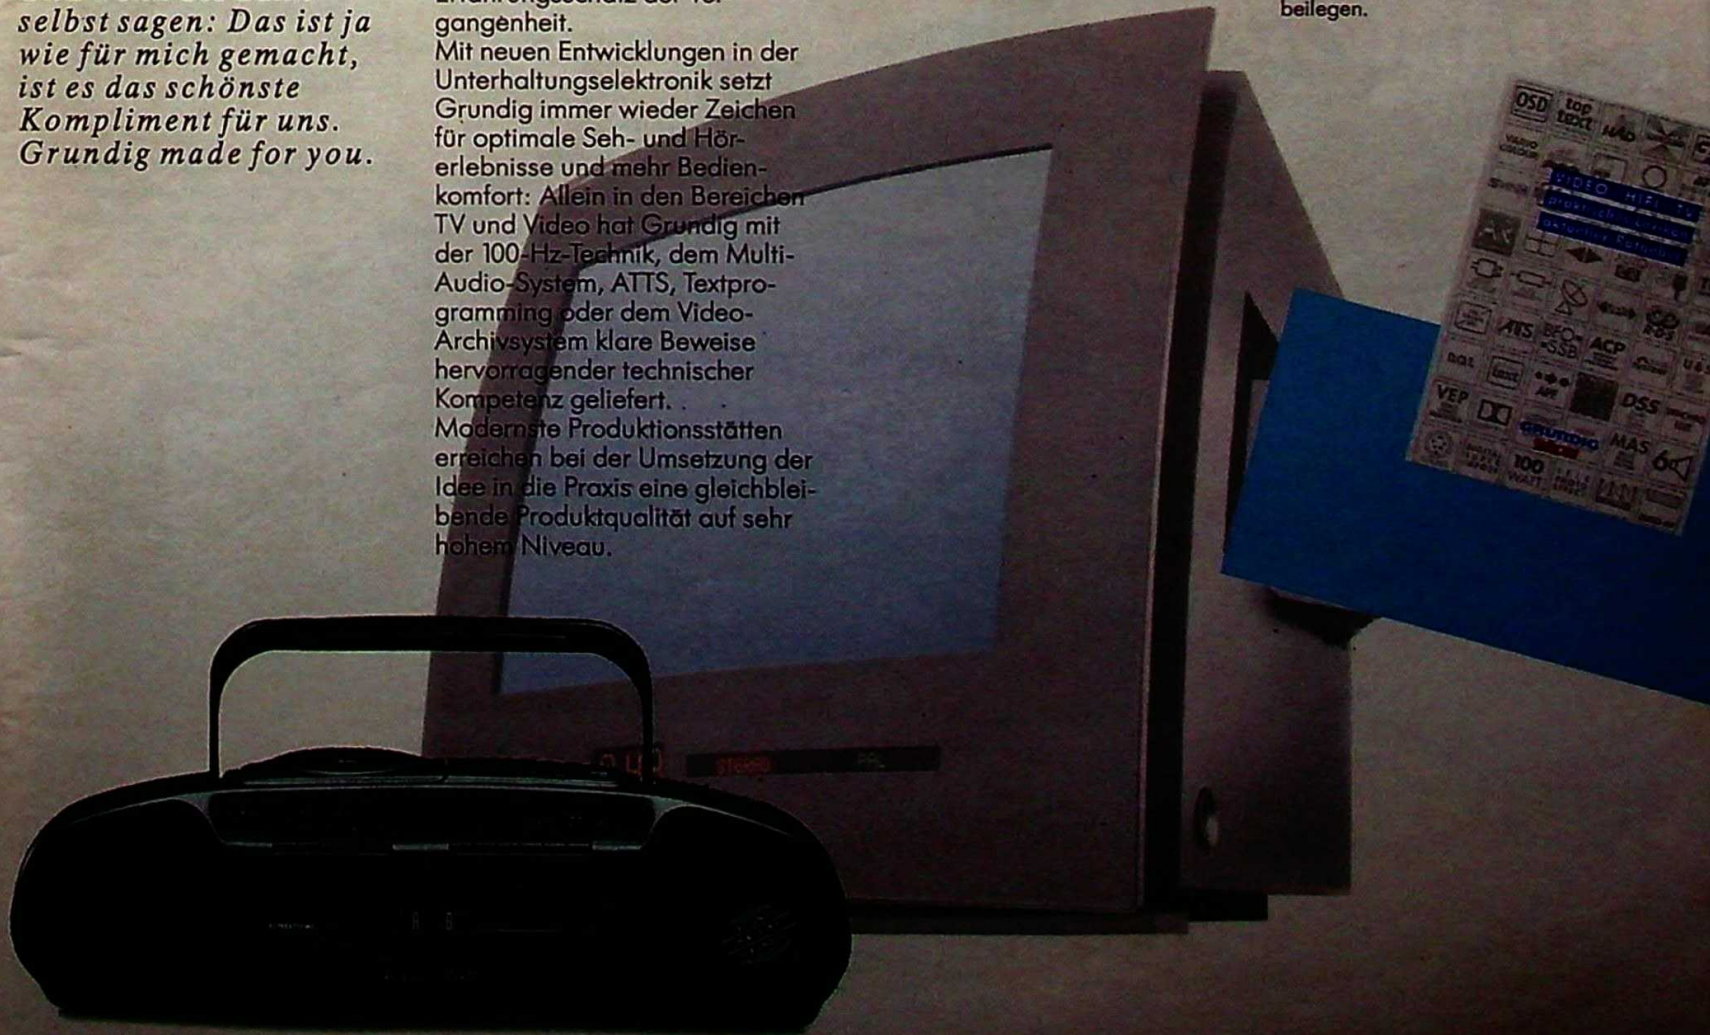 selbst sagen: Das ist ja
wie für mich gemacht,
ist es das schönste
Kompliment für uns.
Grundig made for you.
gangenheit.
Mit neuen Entwicklungen in der
Unterhaltungselektronik setzt
Grundig immer wieder Zeichen
für optimale Seh- und Hör-
erlebnisse und mehr Bedien-
komfort: Allein in den Bereichen
TV und Video hat Grundig mit
der 100-Hz-Technik, dem Multi-
Audio-System, ATTS, Textpro-
gramming oder dem Video-
Archivsystem klare Beweise
hervorragender technischer
Kompetenz geliefert.
Modernste Produktionsstätten
erreichen bei der Umsetzung der
Idee in die Praxis eine gleichblei-
bende Produktqualität auf sehr
hohem Niveau.
beilegen.
OSD
top
text
VIDEO HIFI TV
ATS
BFO-
SSB
ACP
VEP
DSS
GRUNDIG
MAS
100
WATT
STEREO
PAL